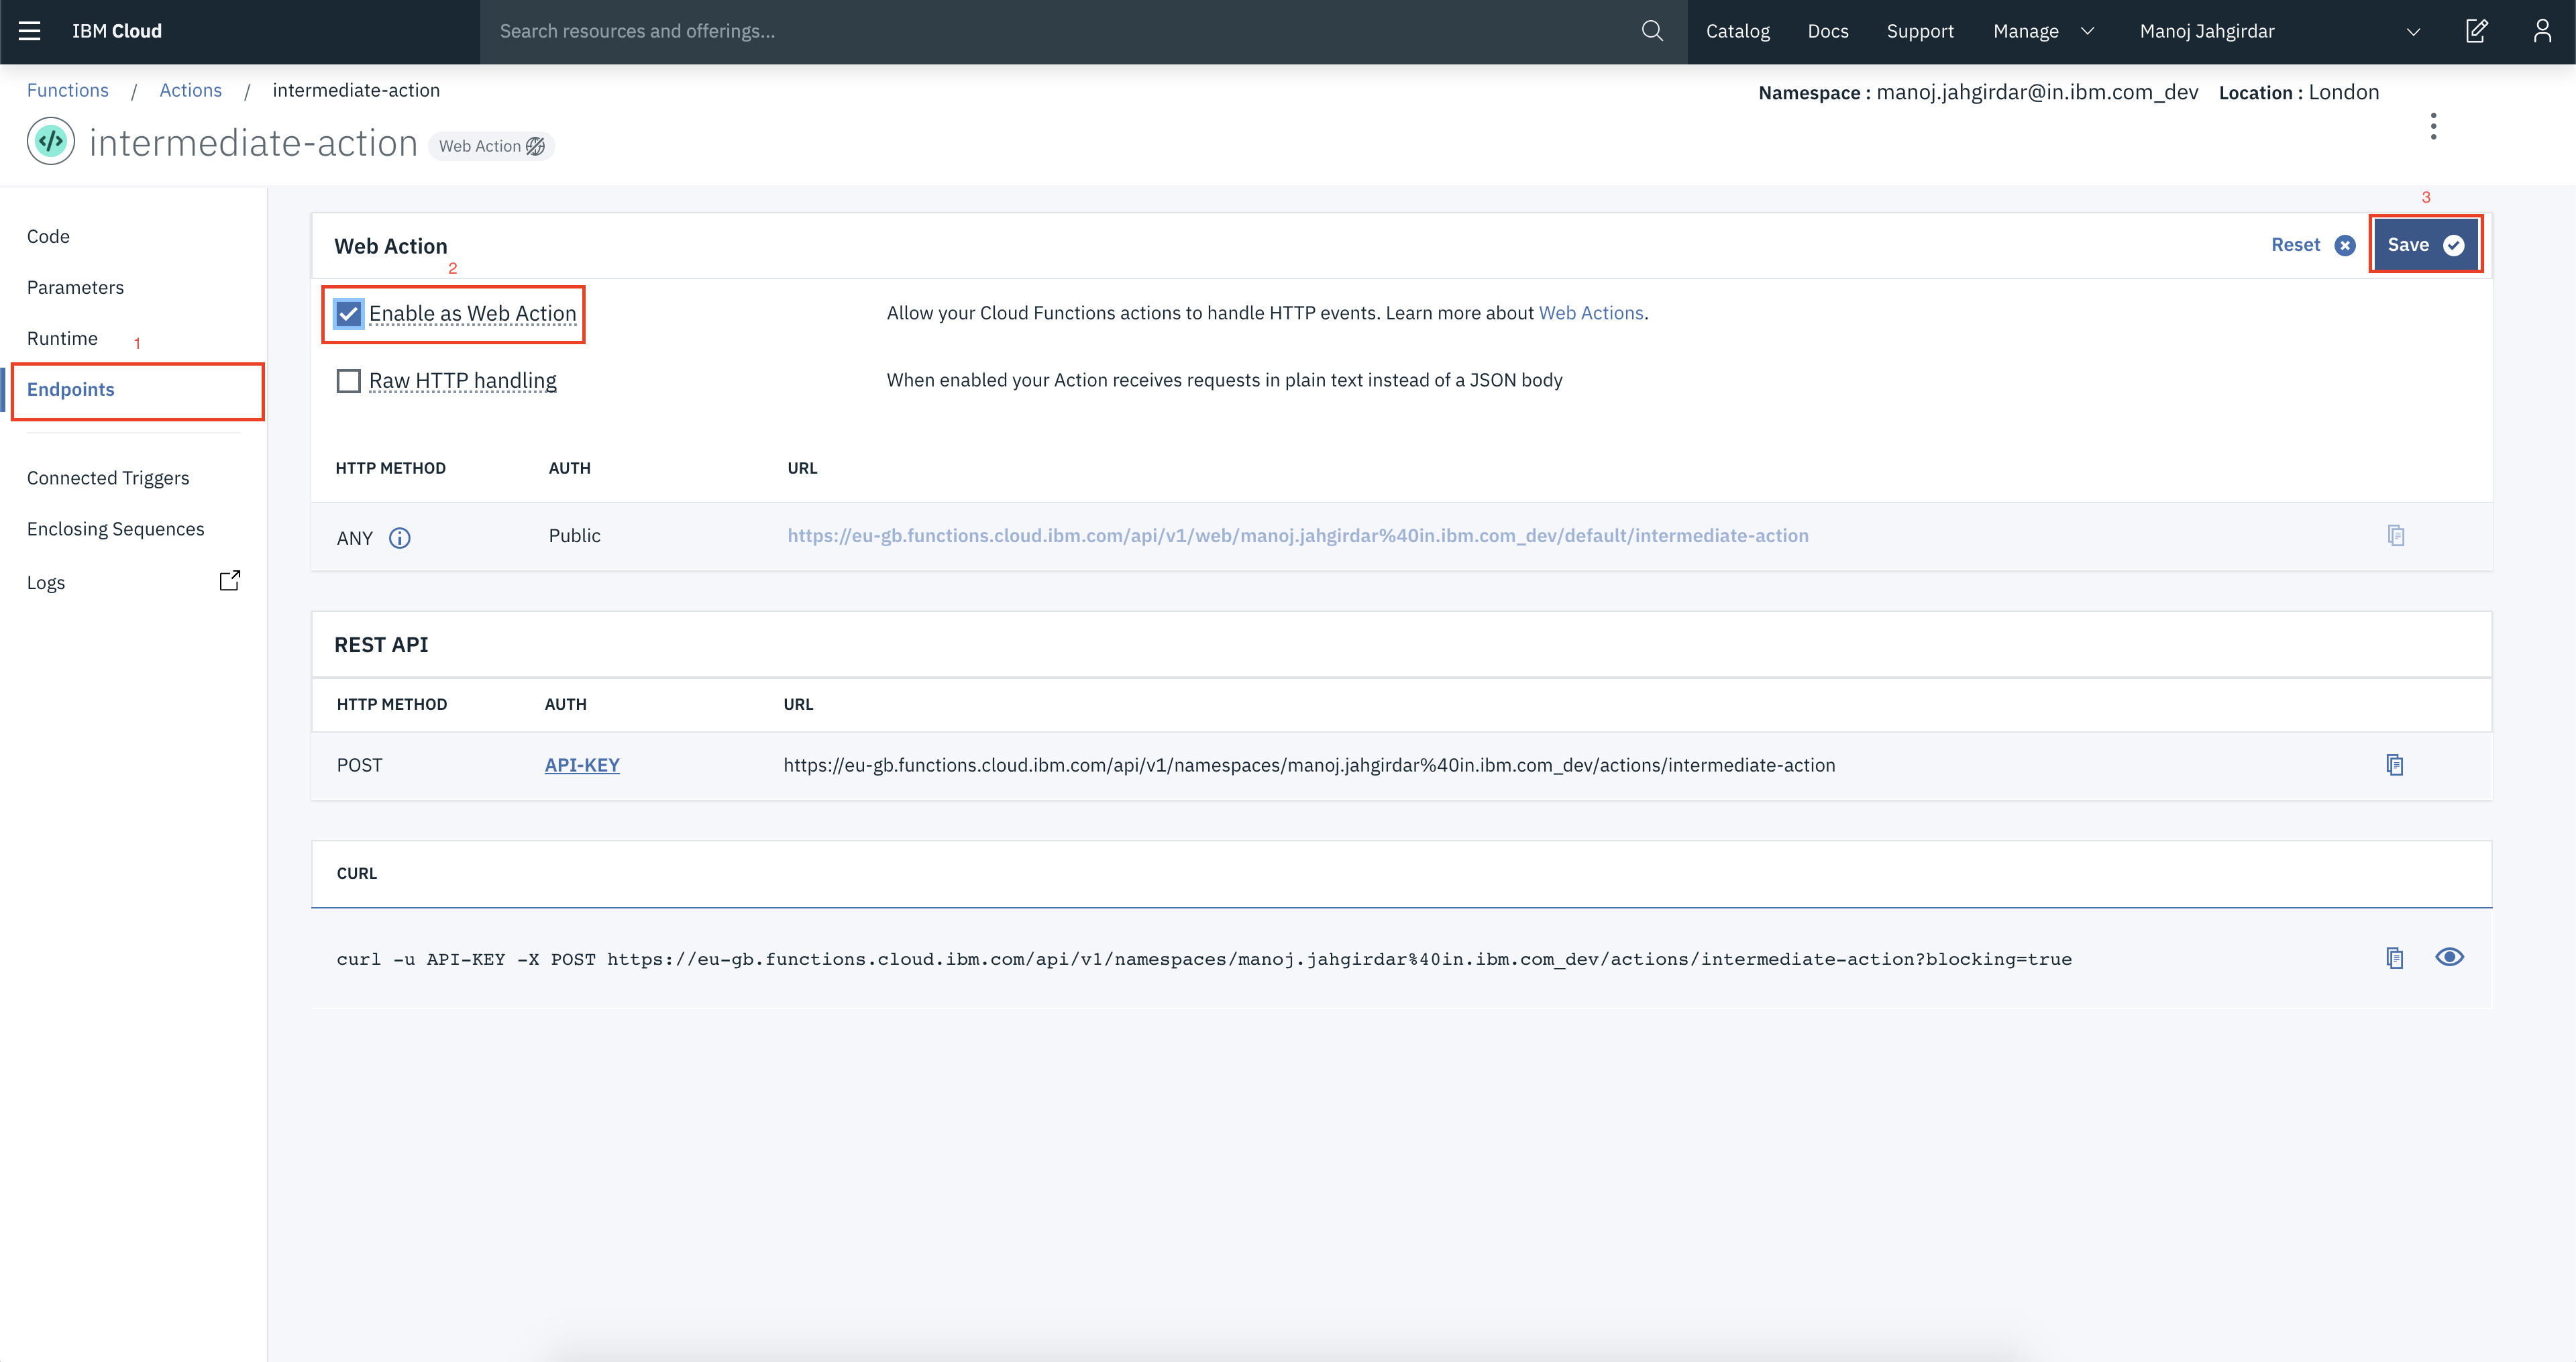 IBM Cloud
Search resources and offerings...
Catalog
Docs
Support
Manage
Manoj Jahgirdar
Functions / Actions / intermediate-action
Namespace : manoj.jahgirdar@in.ibm.com_dev Location : London
intermediate-action
Web Action
Code
Parameters
Runtime
1
Endpoints
Connected Triggers
Enclosing Sequences
Logs
3
Web Action
Reset
Save
2
Enable as Web Action
Allow your Cloud Functions actions to handle HTTP events. Learn more about Web Actions.
Raw HTTP handling
When enabled your Action receives requests in plain text instead of a JSON body
HTTP METHOD AUTH URL
ANY Public https://eu-gb.functions.cloud.ibm.com/api/v1/web/manoj.jahgirdar%40in.ibm.com_dev/default/intermediate-action
REST API
HTTP METHOD AUTH URL
POST API-KEY https://eu-gb.functions.cloud.ibm.com/api/v1/namespaces/manoj.jahgirdar%40in.ibm.com_dev/actions/intermediate-action
CURL
curl -u API-KEY -X POST https://eu-gb.functions.cloud.ibm.com/api/v1/namespaces/manoj.jahgirdar%40in.ibm.com_dev/actions/intermediate-action?blocking=true